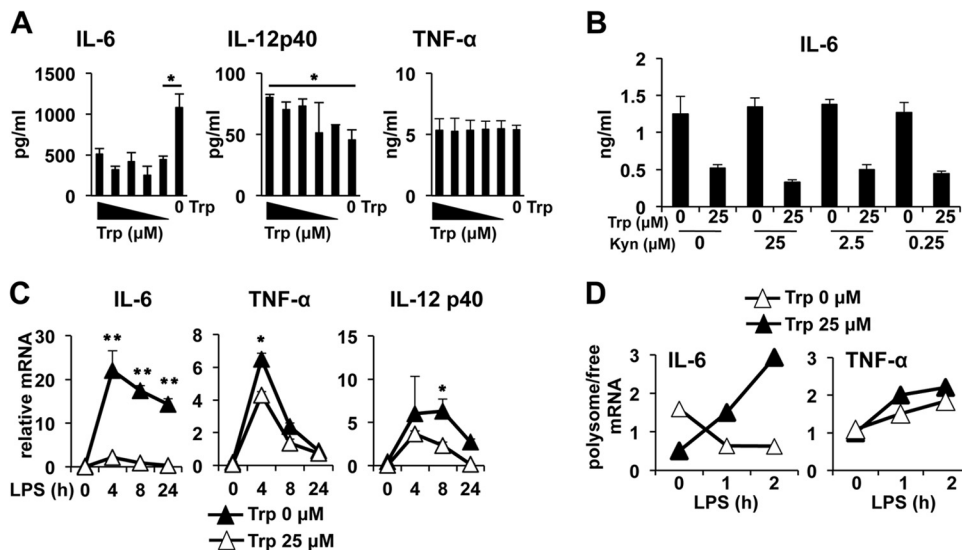 A
IL-6
IL-12p40
TNF-α
1500
1000
500
0
pg/ml
*
0 Trp
Trp (μM)
100
50
0
pg/ml
*
0 Trp
Trp (μM)
10
5
0
ng/ml
0 Trp
Trp (μM)
B
IL-6
2
1.5
1
0.5
0
ng/ml
Trp (μM) 0 25 0 25 0 25 0 25
Kyn (μM) 0 25 2.5 0.25
C
IL-6
TNF-α
IL-12 p40
relative mRNA
30
20
10
0
** ** **
LPS (h) 0 4 8 24
8
6
4
2
0
*
0 4 8 24
15
10
5
0
*
0 4 8 24
Trp 0 μM
Trp 25 μM
D
Trp 0 μM
Trp 25 μM
polysome/free
mRNA
IL-6
3
2
1
0
0 1 2
LPS (h)
TNF-α
3
2
1
0
0 1 2
LPS (h)